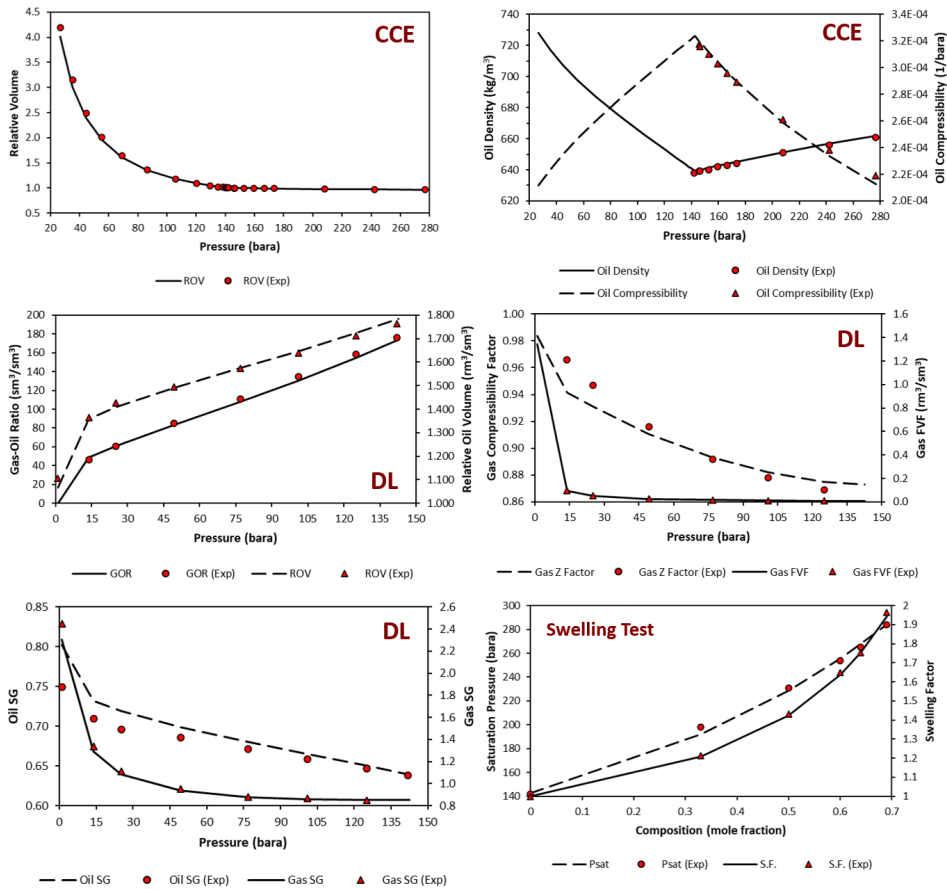 CCE
Relative Volume
4.5
4.0
3.5
3.0
2.5
2.0
1.5
1.0
0.5
20 40 60 80 100 120 140 160 180 200 220 240 260 280
Pressure (bara)
ROV ROV (Exp)
CCE
Oil Density (kg/m³)
740
720
700
680
660
640
620
3.4E-04
3.2E-04
3.0E-04
2.8E-04
2.6E-04
2.4E-04
2.2E-04
2.0E-04
Oil Compressibility (1/bara)
20 40 60 80 100 120 140 160 180 200 220 240 260 280
Pressure (bara)
Oil Density Oil Density (Exp)
Oil Compressibility Oil Compressibility (Exp)
DL
Gas-Oil Ratio (sm³/sm³)
200
180
160
140
120
100
80
60
40
20
0
1.800
1.700
1.600
1.500
1.400
1.300
1.200
1.100
1.000
Relative Oil Volume (rm³/sm³)
0 15 30 45 60 75 90 105 120 135 150
Pressure (bara)
GOR GOR (Exp) ROV ROV (Exp)
DL
Gas Compressibility Factor
1.00
0.98
0.96
0.94
0.92
0.90
0.88
0.86
1.6
1.4
1.2
1.0
0.8
0.6
0.4
0.2
0.0
Gas FVF (rm³/sm³)
0 15 30 45 60 75 90 105 120 135 150
Pressure (bara)
Gas Z Factor Gas Z Factor (Exp) Gas FVF Gas FVF (Exp)
DL
Oil SG
0.85
0.80
0.75
0.70
0.65
0.60
2.6
2.4
2.2
2.0
1.8
1.6
1.4
1.2
1.0
0.8
Gas SG
0 15 30 45 60 75 90 105 120 135 150
Pressure (bara)
Oil SG Oil SG (Exp) Gas SG Gas SG (Exp)
Swelling Test
Saturation Pressure (bara)
300
280
260
240
220
200
180
160
140
2
1.9
1.8
1.7
1.6
1.5
1.4
1.3
1.2
1.1
1
Swelling Factor
0.0 0.1 0.2 0.3 0.4 0.5 0.6 0.7
Composition (mole fraction)
Psat Psat (Exp) S.F. S.F. (Exp)